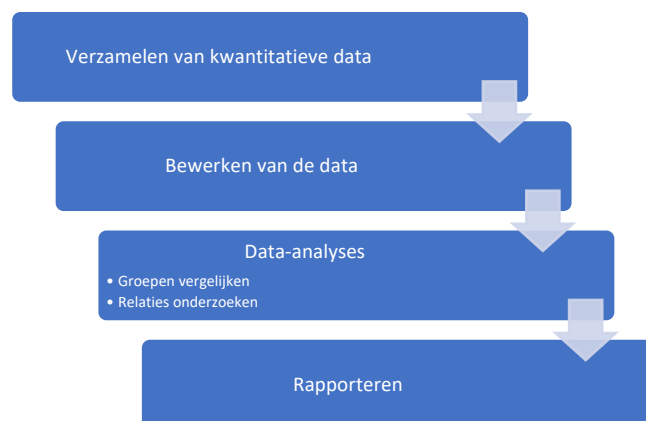 Verzamelen van kwantitatieve data
Bewerken van de data
Data-analyses
• Groepen vergelijken
• Relaties onderzoeken
Rapporteren